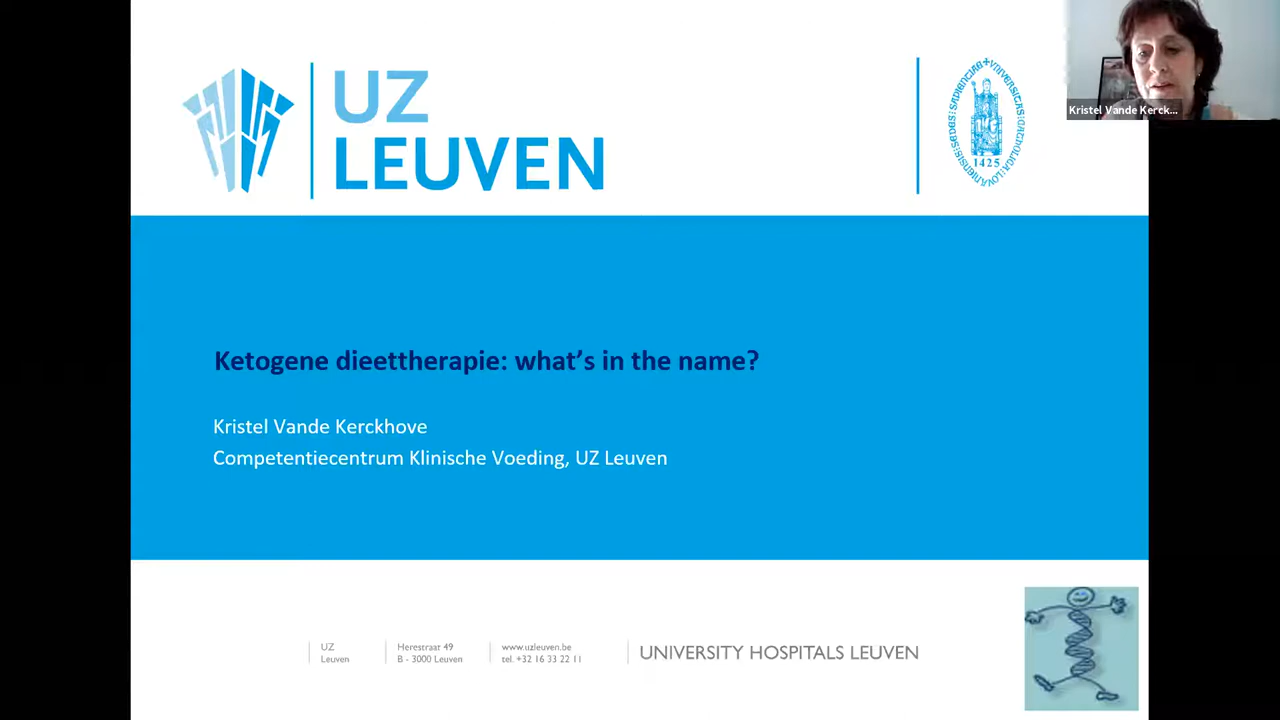 UZ
LEUVEN
1425
Kristel Vande Kerck...
Ketogene dieettherapie: what's in the name?
Kristel Vande Kerckhove
Competentiecentrum Klinische Voeding, UZ Leuven
UZ
Leuven
Herestraat 49
B - 3000 Leuven
www.uzleuven.be
tel. +32 16 33 22 11
UNIVERSITY HOSPITALS LEUVEN